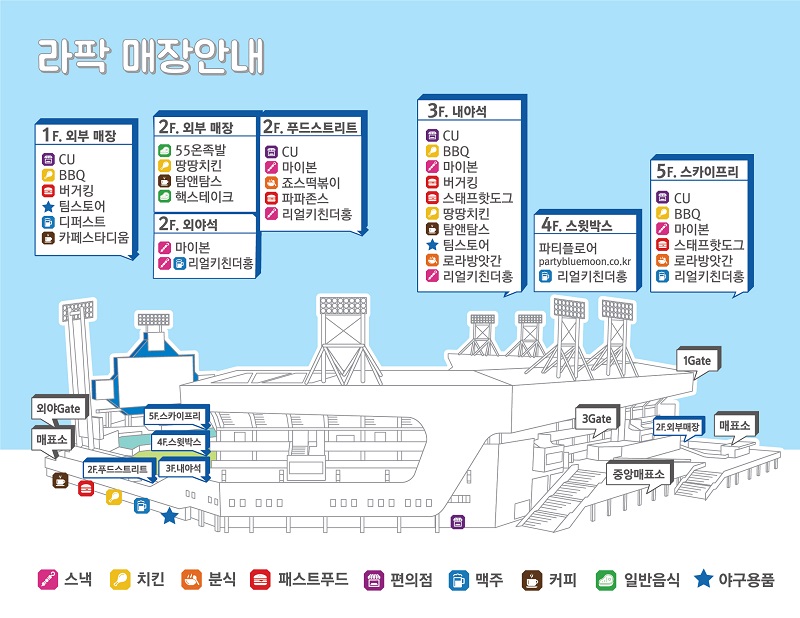 라팍 매장안내
1F. 외부 매장
CU
BBQ
버거킹
팀스토어
디퍼스트
카페스타디움
2F. 외부 매장
55온족발
땅땅치킨
탐앤탐스
핵스테이크
2F. 외야석
마이본
리얼키친더홍
2F. 푸드스트리트
CU
마이본
죠스떡볶이
파파존스
리얼키친더홍
3F. 내야석
CU
BBQ
마이본
버거킹
스태프핫도그
땅땅치킨
탐앤탐스
팀스토어
로라방앗간
리얼키친더홍
4F. 스윗박스
파티플로어
partybluemoon.co.kr
리얼키친더홍
5F. 스카이프리
CU
BBQ
마이본
스태프핫도그
로라방앗간
리얼키친더홍
외야Gate
매표소
5F.스카이프리
4F.스윗박스
2F.푸드스트리트
3F.내야석
1Gate
3Gate
2F.외부매장
매표소
중앙매표소
스낵
치킨
분식
패스트푸드
편의점
맥주
커피
일반음식
야구용품